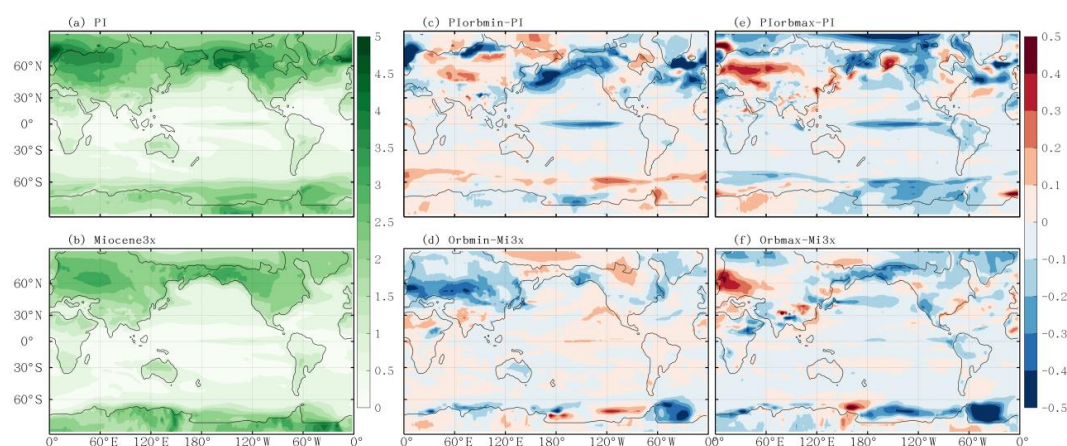 (a) PI
(c) PIorbmin-PI
(e) PIorbmax-PI
60°N
30°N
0°
30°S
60°S
5
4.5
4
3.5
3
2.5
2
1.5
1
0.5
0
0.5
0.4
0.3
0.2
0.1
0
-0.1
-0.2
-0.3
-0.4
-0.5
(b) Miocene3x
(d) Orbmin-Mi3x
(f) Orbmax-Mi3x
60°N
30°N
0°
30°S
60°S
0° 60°E 120°E 180° 120°W 60°W 0°
0° 60°E 120°E 180° 120°W 60°W
0° 60°E 120°E 180° 120°W 60°W 0°